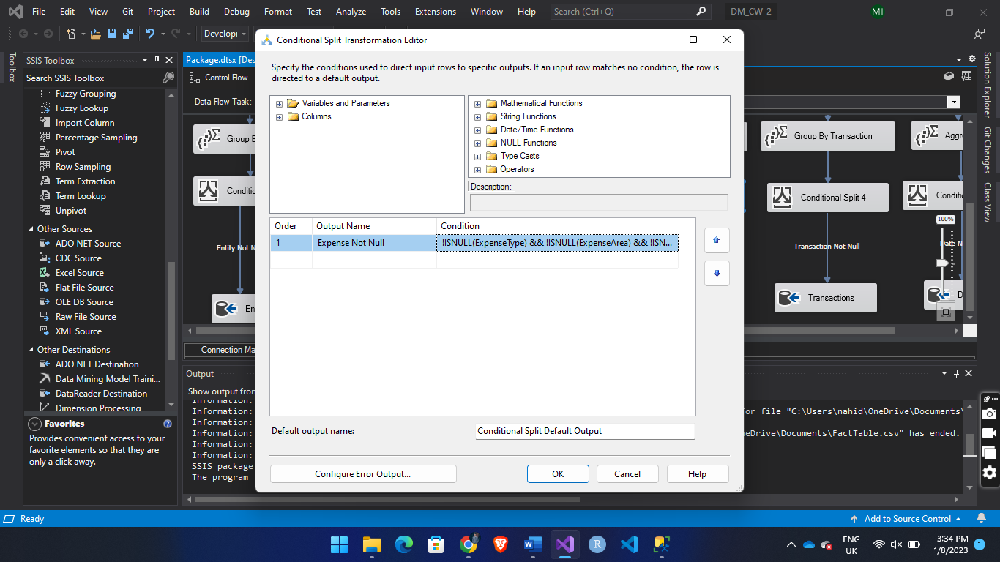 File Edit View Git Project Build Debug Format Test Analyze Tools Extensions Window Help Search (Ctrl+Q) DM_CW-2 MI
Develop
Toolbox
SSIS Toolbox
Search SSIS Toolbox
Fuzzy Grouping
Fuzzy Lookup
Import Column
Percentage Sampling
Pivot
Row Sampling
Term Extraction
Term Lookup
Unpivot
Other Sources
ADO NET Source
CDC Source
Excel Source
Flat File Source
OLE DB Source
Raw File Source
XML Source
Other Destinations
ADO NET Destination
Data Mining Model Traini...
DataReader Destination
Dimension Processing
Favorites
Provides convenient access to your
favorite elements so that they are
only a click away.
Package.dtsx [Des
Control Flow
Data Flow Task:
Group B
Conditio
Entity Not N
En
Connection Ma
Conditional Split Transformation Editor
Specify the conditions used to direct input rows to specific outputs. If an input row matches no condition, the row is
directed to a default output.
Variables and Parameters
Columns
Mathematical Functions
String Functions
Date/Time Functions
NULL Functions
Type Casts
Operators
Description:
Order Output Name Condition
1 Expense Not Null !ISNULL(ExpenseType) && !ISNULL(ExpenseArea) && !ISN...
Default output name: Conditional Split Default Output
Configure Error Output... OK Cancel Help
Group By Transaction
Aggre
Conditional Split 4
Conditio
100%
Transaction Not Null
Date N
Transactions
D
Solution Explorer
Git Changes
Class View
Output
Show output from
Information:
Information: for file "C:\Users\nahid\OneDrive\Documents\
Information:
Information: neDrive\Documents\FactTable.csv" has ended.
Information:
Information:
SSIS package
The program
Ready Add to Source Control
ENG
UK
3:34 PM
1/8/2023
1